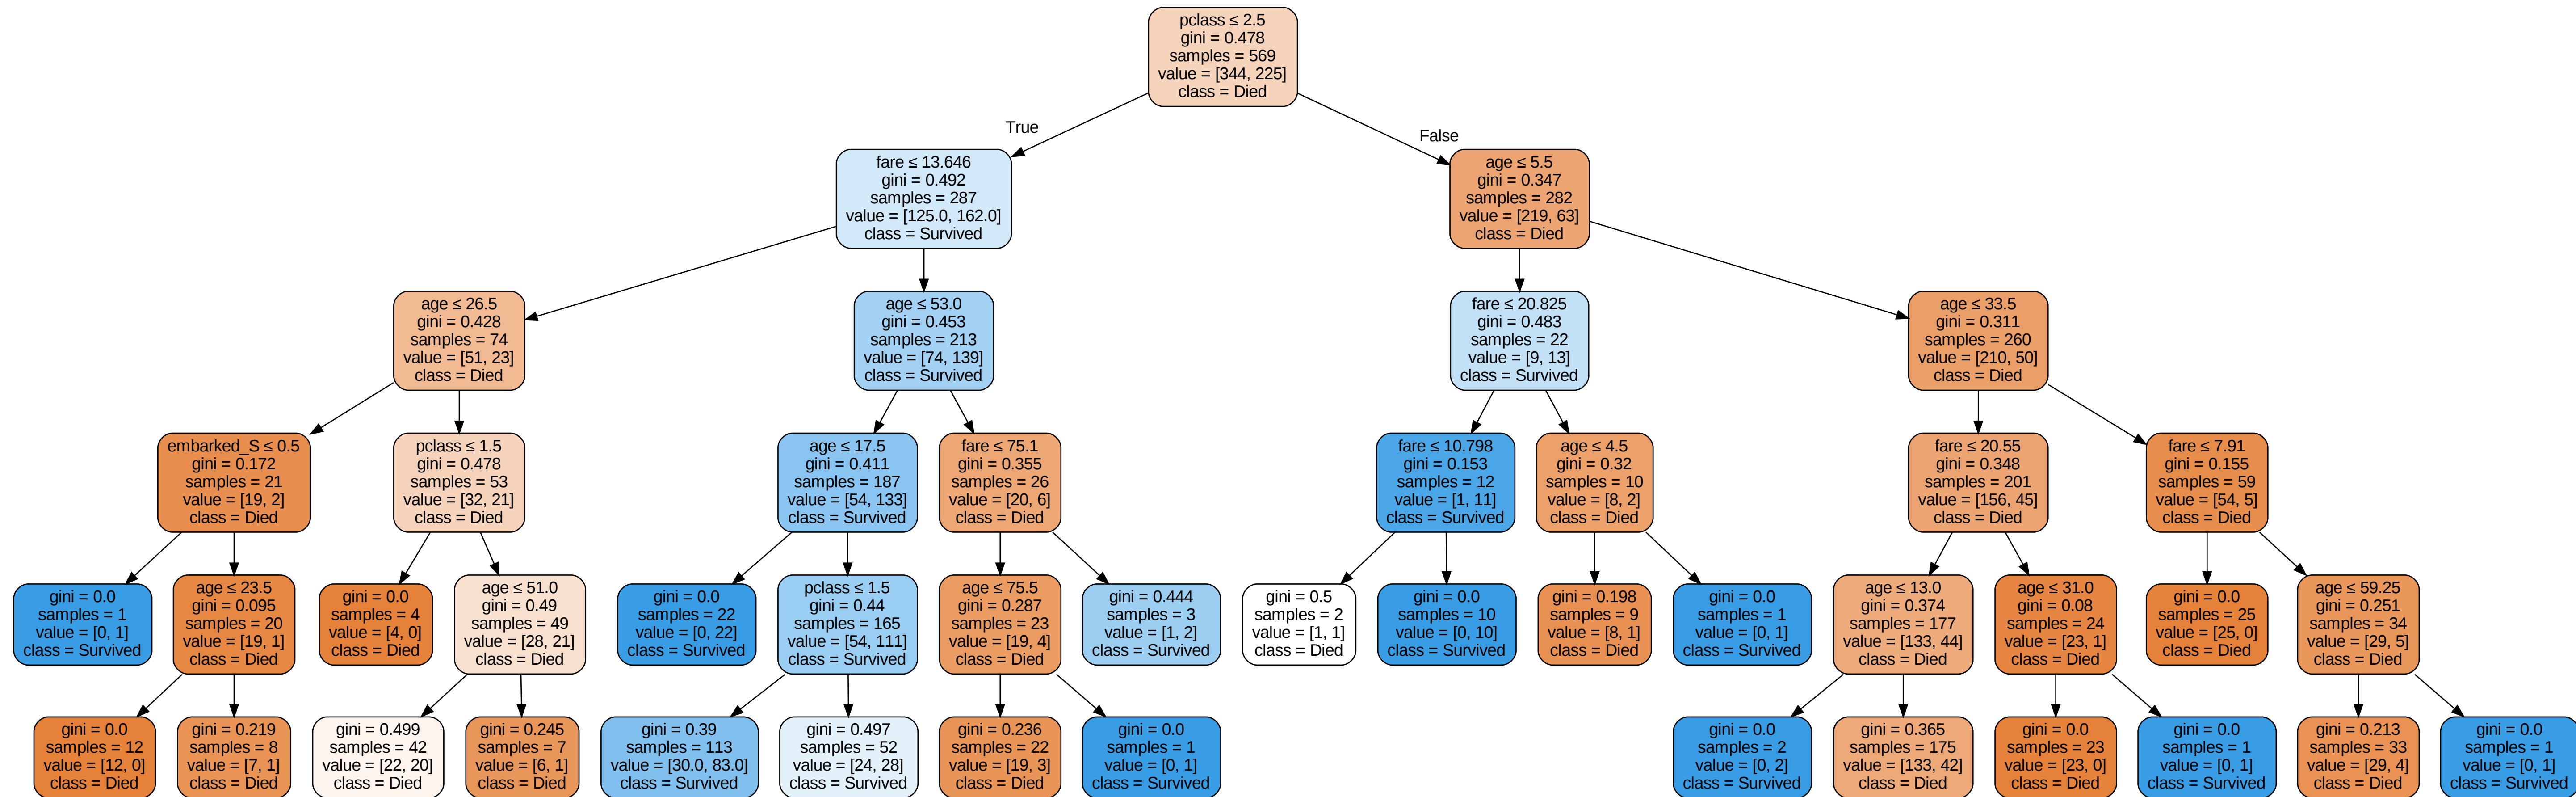 pclass ≤ 2.5
gini = 0.478
samples = 569
value = [344, 225]
class = Died
True
False
fare ≤ 13.646
gini = 0.492
samples = 287
value = [125.0, 162.0]
class = Survived
age ≤ 5.5
gini = 0.347
samples = 282
value = [219, 63]
class = Died
age ≤ 26.5
gini = 0.428
samples = 74
value = [51, 23]
class = Died
age ≤ 53.0
gini = 0.453
samples = 213
value = [74, 139]
class = Survived
fare ≤ 20.825
gini = 0.483
samples = 22
value = [9, 13]
class = Survived
age ≤ 33.5
gini = 0.311
samples = 260
value = [210, 50]
class = Died
embarked_S ≤ 0.5
gini = 0.172
samples = 21
value = [19, 2]
class = Died
pclass ≤ 1.5
gini = 0.478
samples = 53
value = [32, 21]
class = Died
age ≤ 17.5
gini = 0.411
samples = 187
value = [54, 133]
class = Survived
fare ≤ 75.1
gini = 0.355
samples = 26
value = [20, 6]
class = Died
fare ≤ 10.798
gini = 0.153
samples = 12
value = [1, 11]
class = Survived
age ≤ 4.5
gini = 0.32
samples = 10
value = [8, 2]
class = Died
fare ≤ 20.55
gini = 0.348
samples = 201
value = [156, 45]
class = Died
fare ≤ 7.91
gini = 0.155
samples = 59
value = [54, 5]
class = Died
gini = 0.0
samples = 1
value = [0, 1]
class = Survived
age ≤ 23.5
gini = 0.095
samples = 20
value = [19, 1]
class = Died
gini = 0.0
samples = 4
value = [4, 0]
class = Died
age ≤ 51.0
gini = 0.49
samples = 49
value = [28, 21]
class = Died
gini = 0.0
samples = 22
value = [0, 22]
class = Survived
pclass ≤ 1.5
gini = 0.44
samples = 165
value = [54, 111]
class = Survived
age ≤ 75.5
gini = 0.287
samples = 23
value = [19, 4]
class = Died
gini = 0.444
samples = 3
value = [1, 2]
class = Survived
gini = 0.5
samples = 2
value = [1, 1]
class = Died
gini = 0.0
samples = 10
value = [0, 10]
class = Survived
gini = 0.198
samples = 9
value = [8, 1]
class = Died
gini = 0.0
samples = 1
value = [0, 1]
class = Survived
age ≤ 13.0
gini = 0.374
samples = 177
value = [133, 44]
class = Died
age ≤ 31.0
gini = 0.08
samples = 24
value = [23, 1]
class = Died
gini = 0.0
samples = 25
value = [25, 0]
class = Died
age ≤ 59.25
gini = 0.251
samples = 34
value = [29, 5]
class = Died
gini = 0.0
samples = 12
value = [12, 0]
class = Died
gini = 0.219
samples = 8
value = [7, 1]
class = Died
gini = 0.499
samples = 42
value = [22, 20]
class = Died
gini = 0.245
samples = 7
value = [6, 1]
class = Died
gini = 0.39
samples = 113
value = [30.0, 83.0]
class = Survived
gini = 0.497
samples = 52
value = [24, 28]
class = Survived
gini = 0.236
samples = 22
value = [19, 3]
class = Died
gini = 0.0
samples = 1
value = [0, 1]
class = Survived
gini = 0.0
samples = 2
value = [0, 2]
class = Survived
gini = 0.365
samples = 175
value = [133, 42]
class = Died
gini = 0.0
samples = 23
value = [23, 0]
class = Died
gini = 0.0
samples = 1
value = [0, 1]
class = Survived
gini = 0.213
samples = 33
value = [29, 4]
class = Died
gini = 0.0
samples = 1
value = [0, 1]
class = Survived